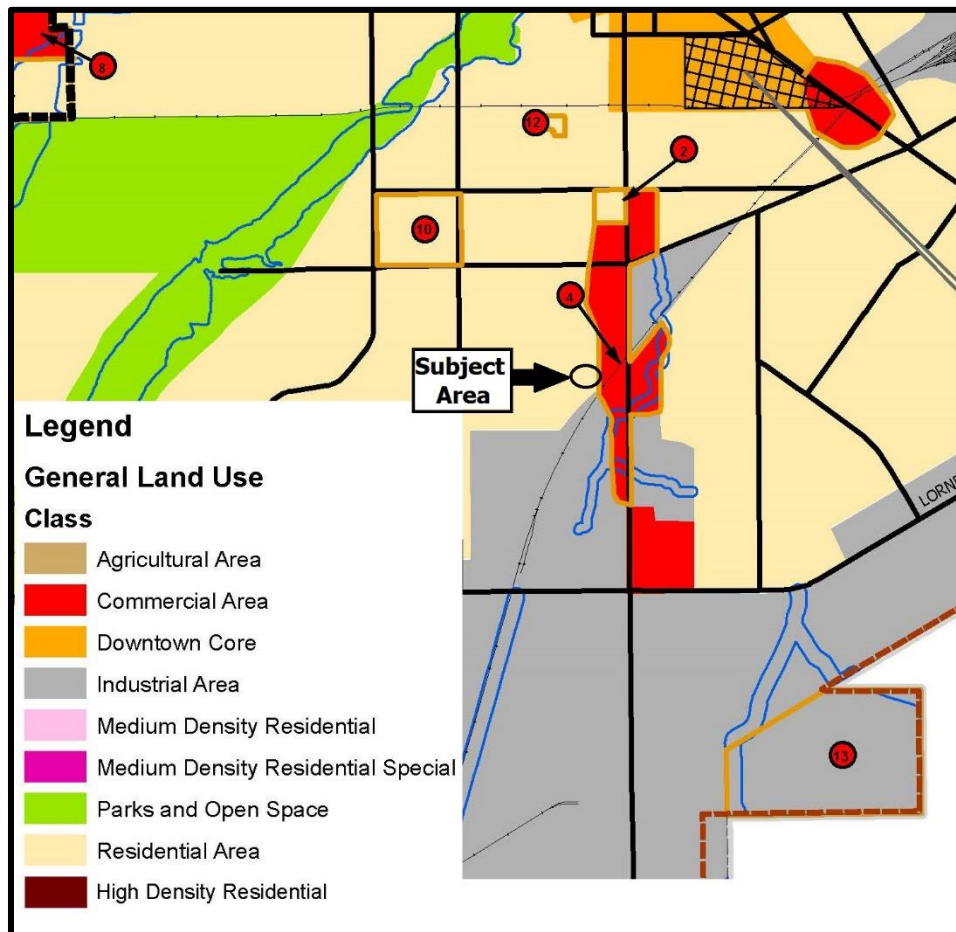 8
12
2
10
4
Subject
Area
LORNE
13
Legend
General Land Use
Class
Agricultural Area
Commercial Area
Downtown Core
Industrial Area
Medium Density Residential
Medium Density Residential Special
Parks and Open Space
Residential Area
High Density Residential